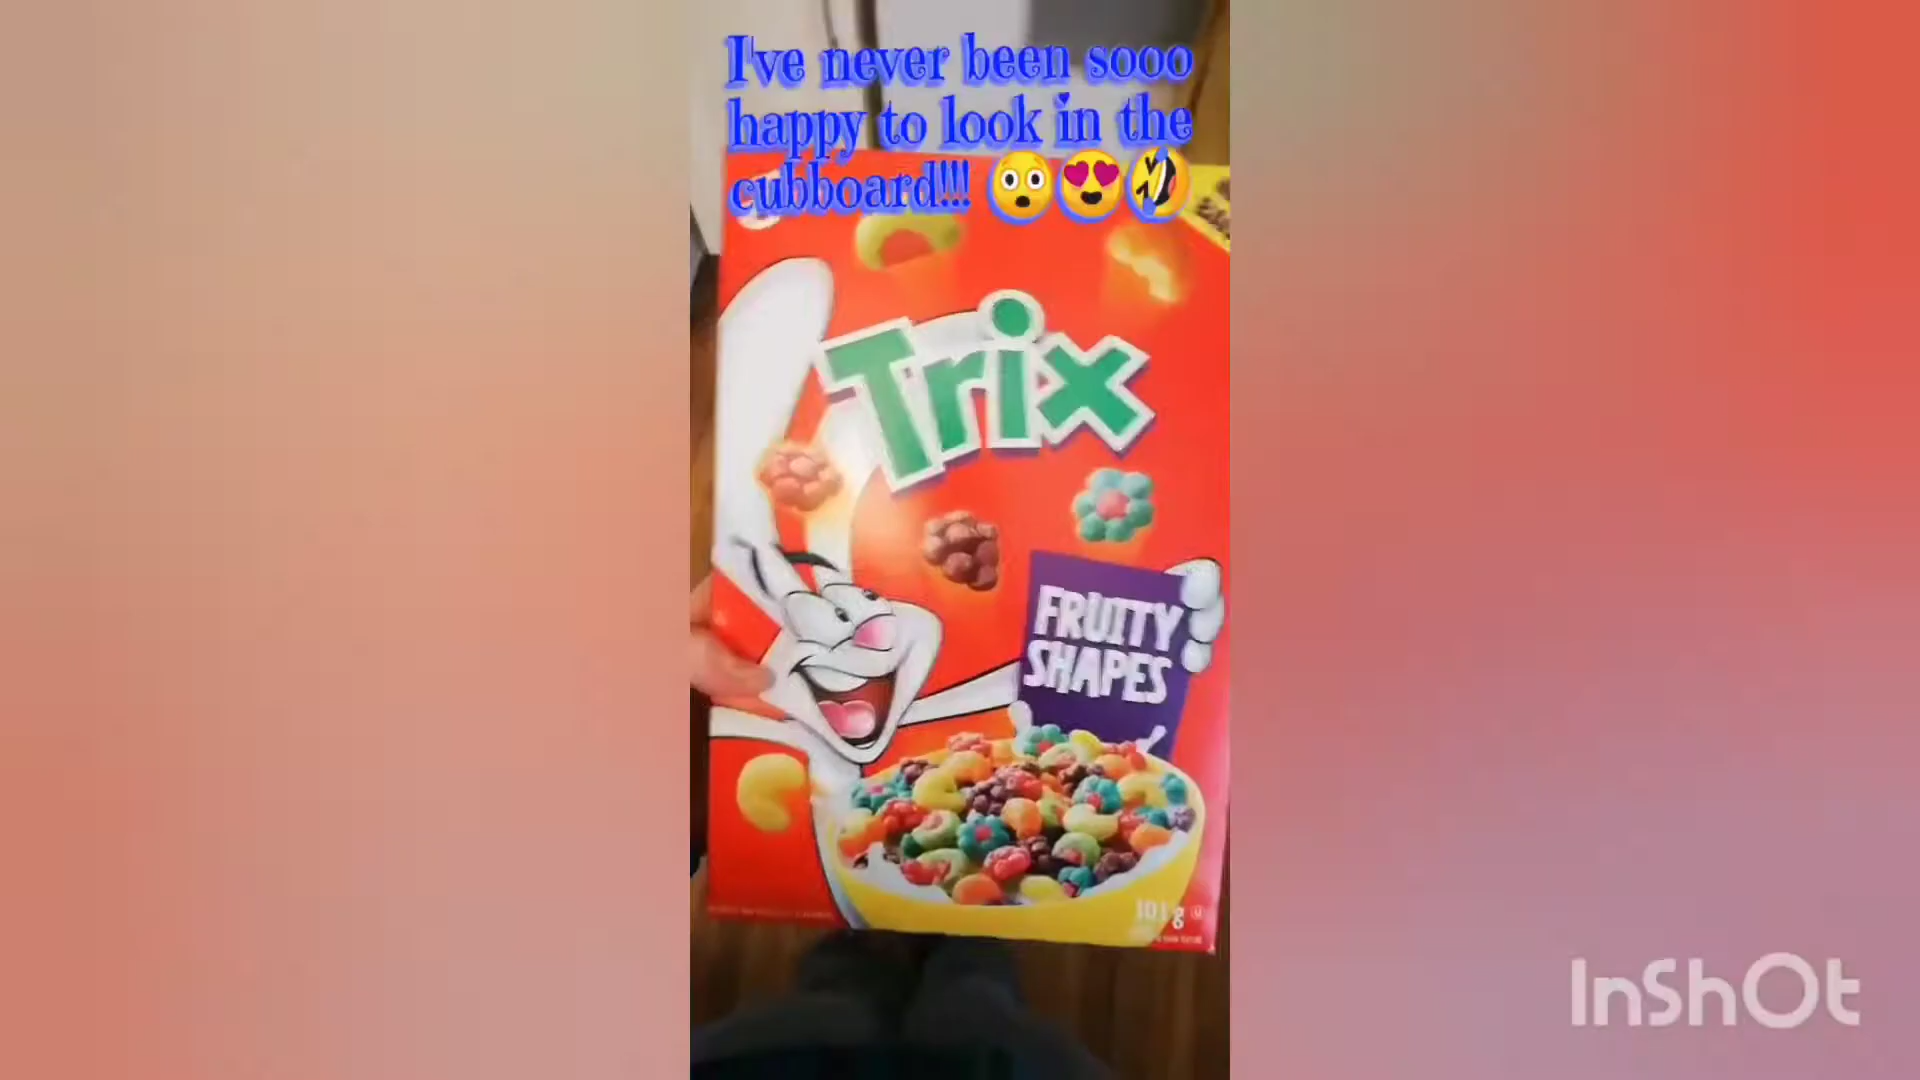 I've never been sooo
happy to look in the
cubboard!!! 😲😍🤣
Trix
FRUITY
SHAPES
InShOt